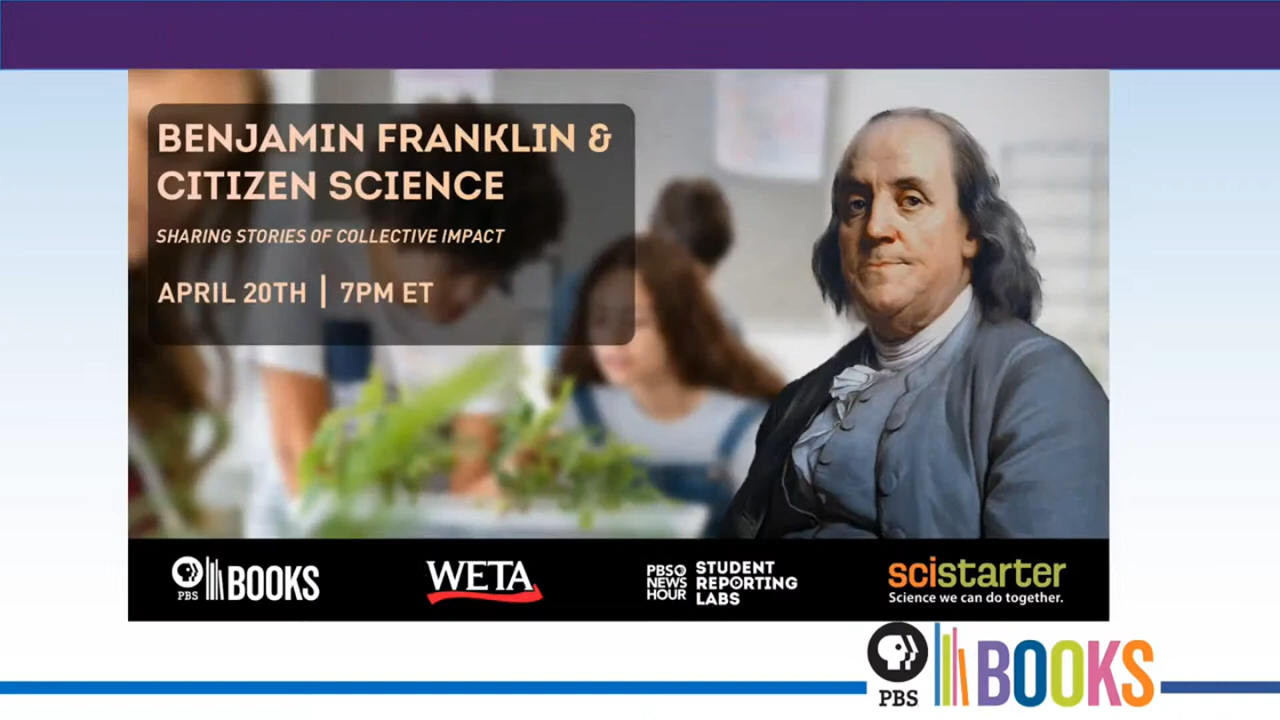 BENJAMIN FRANKLIN &
CITIZEN SCIENCE
SHARING STORIES OF COLLECTIVE IMPACT
APRIL 20TH | 7PM ET
PBS BOOKS
WETA
PBS NEWS HOUR STUDENT REPORTING LABS
scistarter
Science we can do together.
PBS BOOKS